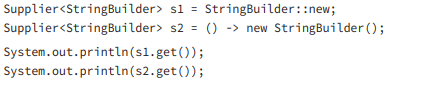 Supplier<StringBuilder> s1 = StringBuilder::new;
Supplier<StringBuilder> s2 = () -> new StringBuilder();
System.out.println(s1.get());
System.out.println(s2.get());